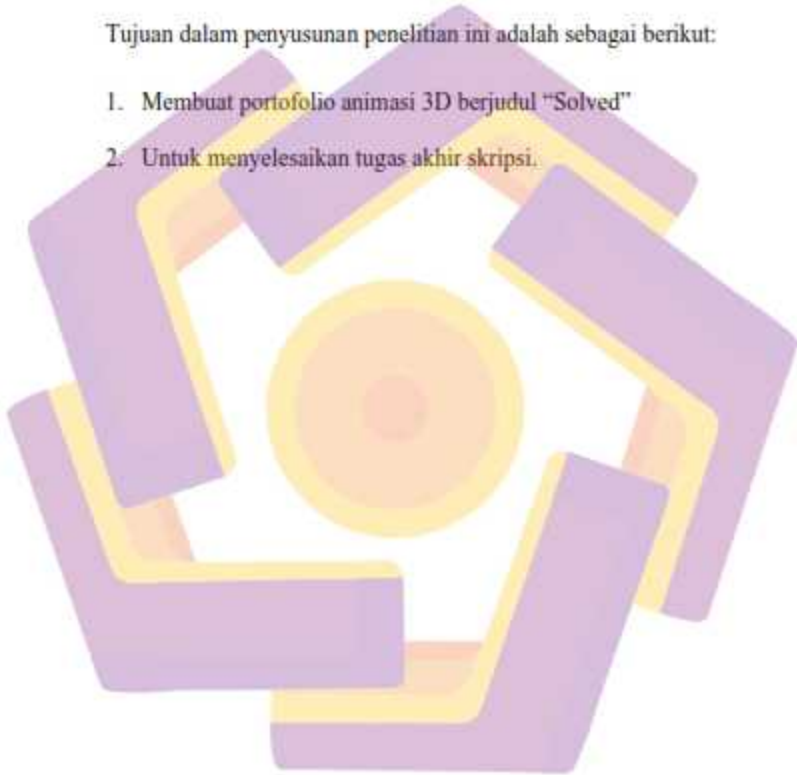 Tujuan dalam penyusunan penelitian ini adalah sebagai berikut:
1. Membuat portofolio animasi 3D berjudul “Solved”
2. Untuk menyelesaikan tugas akhir skripsi.